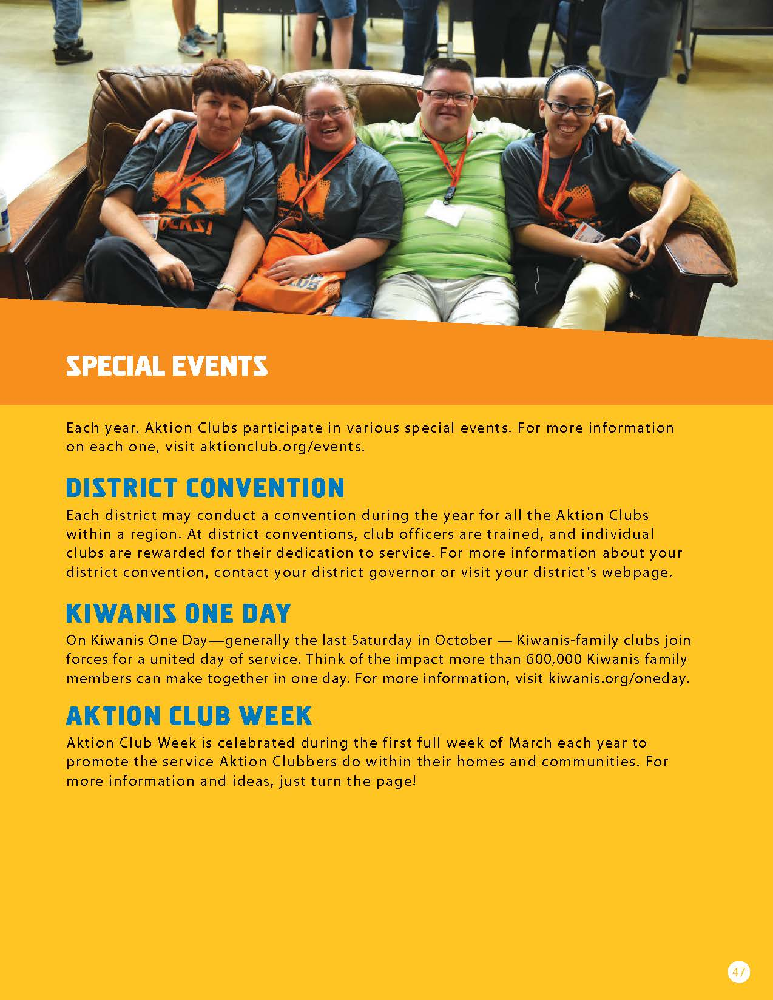 K
OCKS!
CLUB
SPECIAL EVENTS
Each year, Aktion Clubs participate in various special events. For more information
on each one, visit aktionclub.org/events.
DISTRICT CONVENTION
Each district may conduct a convention during the year for all the Aktion Clubs
within a region. At district conventions, club officers are trained, and individual
clubs are rewarded for their dedication to service. For more information about your
district convention, contact your district governor or visit your district’s webpage.
KIWANIS ONE DAY
On Kiwanis One Day—generally the last Saturday in October — Kiwanis-family clubs join
forces for a united day of service. Think of the impact more than 600,000 Kiwanis family
members can make together in one day. For more information, visit kiwanis.org/oneday.
AKTION CLUB WEEK
Aktion Club Week is celebrated during the first full week of March each year to
promote the service Aktion Clubbers do within their homes and communities. For
more information and ideas, just turn the page!
47